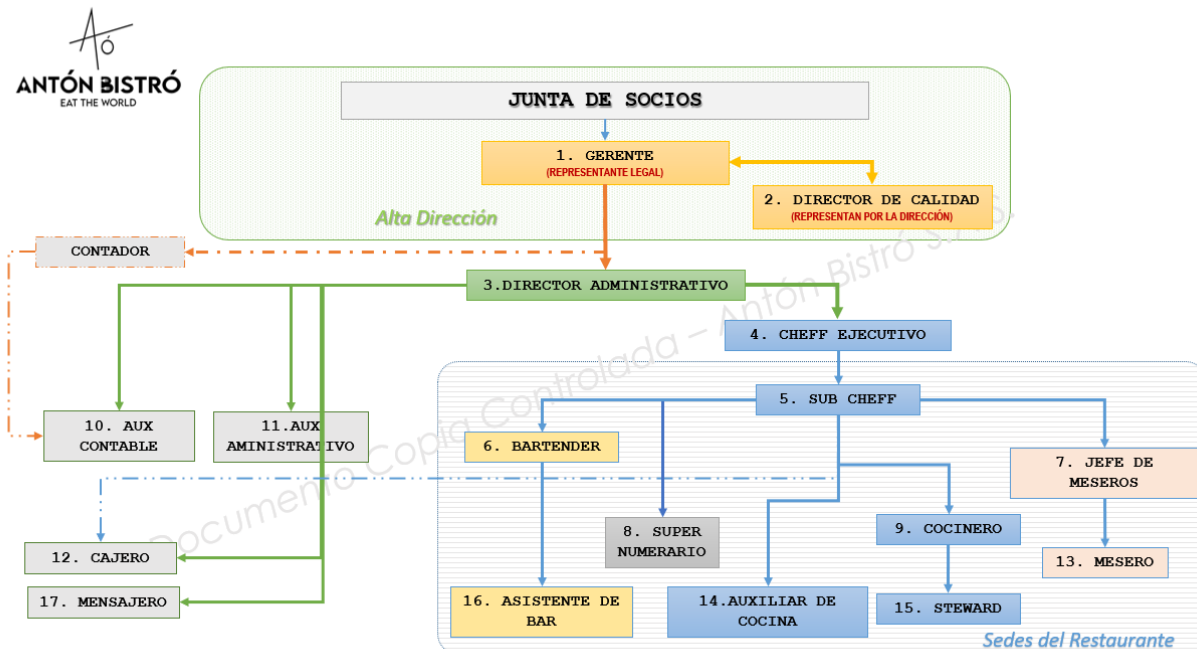 Aó
ANTÓN BISTRÓ
EAT THE WORLD
JUNTA DE SOCIOS
1. GERENTE
(REPRESENTANTE LEGAL)
2. DIRECTOR DE CALIDAD
(REPRESENTAN POR LA DIRECCIÓN)
Alta Dirección
CONTADOR
3.DIRECTOR ADMINISTRATIVO
4. CHEFF EJECUTIVO
5. SUB CHEFF
10. AUX
CONTABLE
11.AUX
AMINISTRATIVO
6. BARTENDER
7. JEFE DE
MESEROS
8. SUPER
NUMERARIO
9. COCINERO
12. CAJERO
13. MESERO
17. MENSAJERO
16. ASISTENTE DE
BAR
14.AUXILIAR DE
COCINA
15. STEWARD
Sedes del Restaurante
Documento Copia Controlada – Antón Bistró S.A.S.